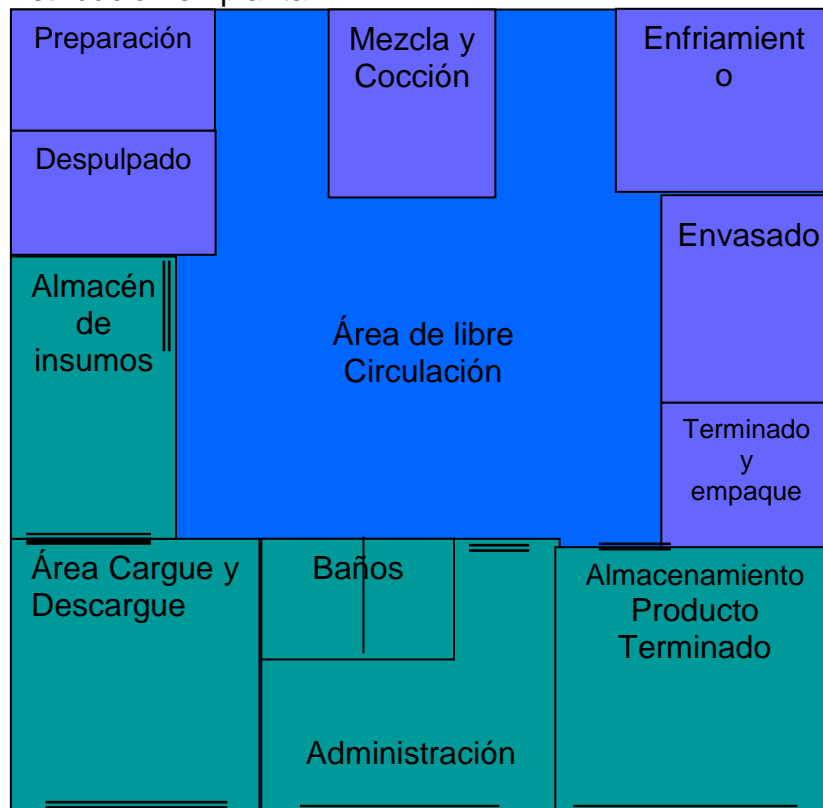 Preparación
Mezcla y
Cocción
Enfriamient
o
Despulpado
Envasado
Almacén
de
insumos
Área de libre
Circulación
Terminado
y
empaque
Área Cargue y
Descargue
Baños
Almacenamiento
Producto
Terminado
Administración